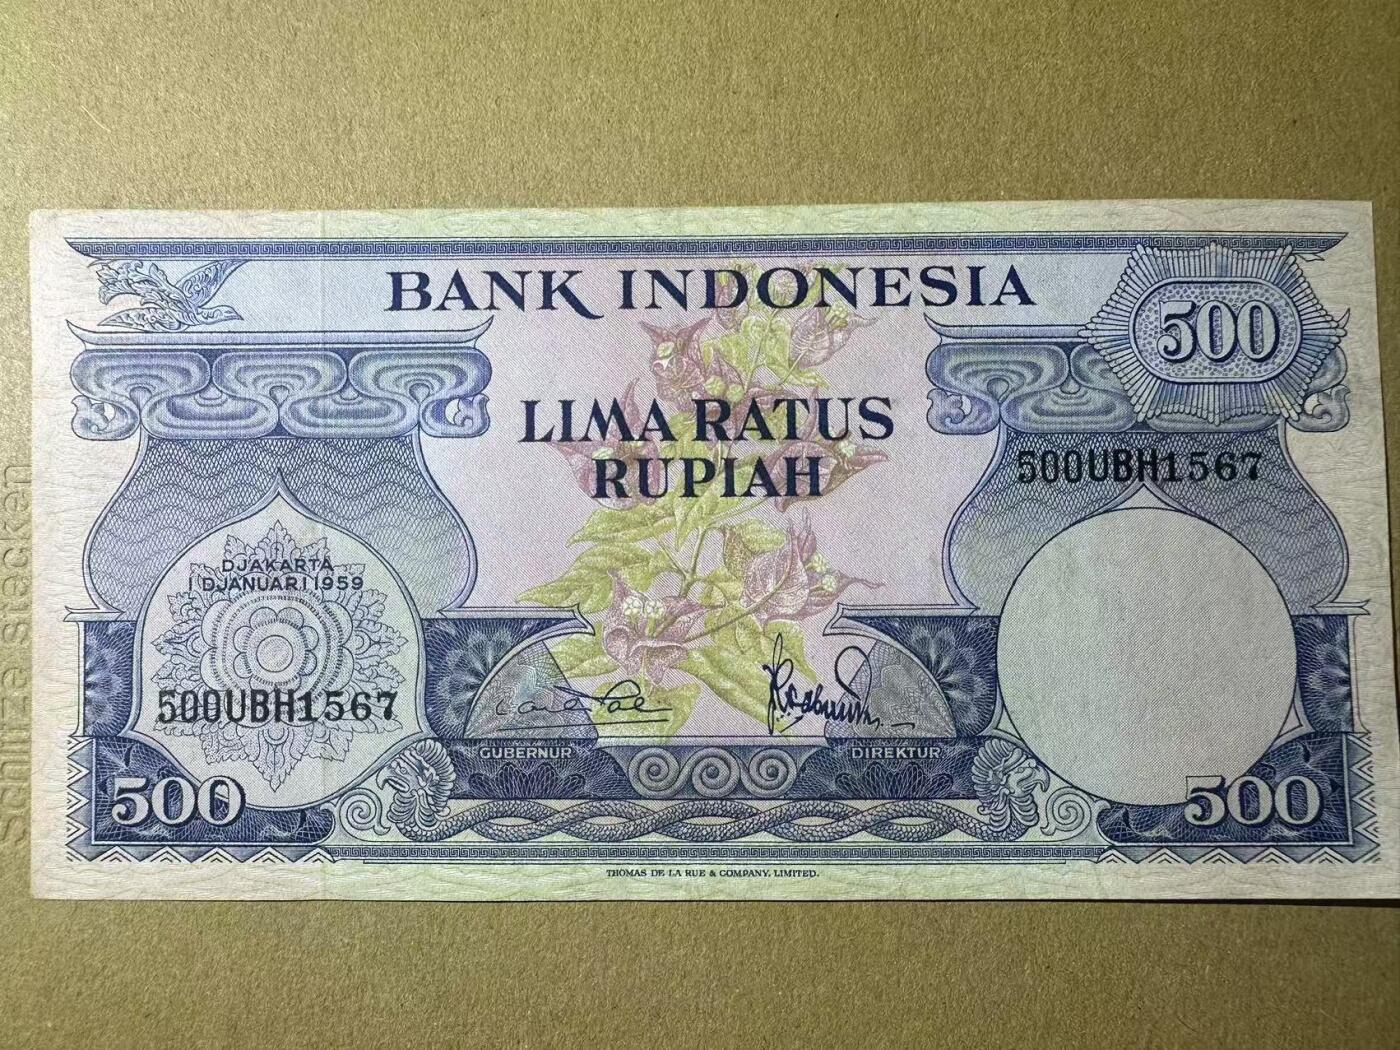 BANK INDONESIA
500
LIMA RATUS
RUPIAH
500UBH1567
DJAKARTA
1 DJANUARI 1959
500UBH1567
GUBERNUR
DIREKTUR
500
500
THOMAS DE LA RUE & COMPANY, LIMITED.
stecken